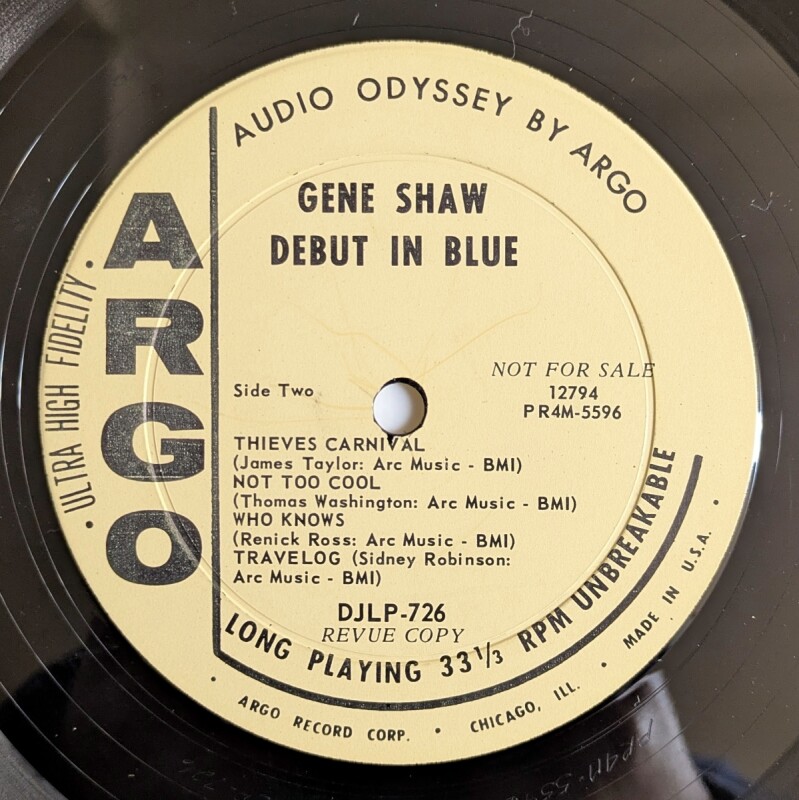 AUDIO ODYSSEY BY ARGO
GENE SHAW
DEBUT IN BLUE
ARGO
• ULTRA HIGH FIDELITY •
NOT FOR SALE
Side Two
12794
PR4M-5596
THIEVES CARNIVAL
(James Taylor: Arc Music - BMI)
NOT TOO COOL
(Thomas Washington: Arc Music - BMI)
WHO KNOWS
(Renick Ross: Arc Music - BMI)
TRAVELOG (Sidney Robinson:
Arc Music - BMI)
DJLP-726
REVUE COPY
LONG PLAYING 33 1/3 RPM UNBREAKABLE
• ARGO RECORD CORP. • CHICAGO, ILL. • MADE IN U.S.A. •